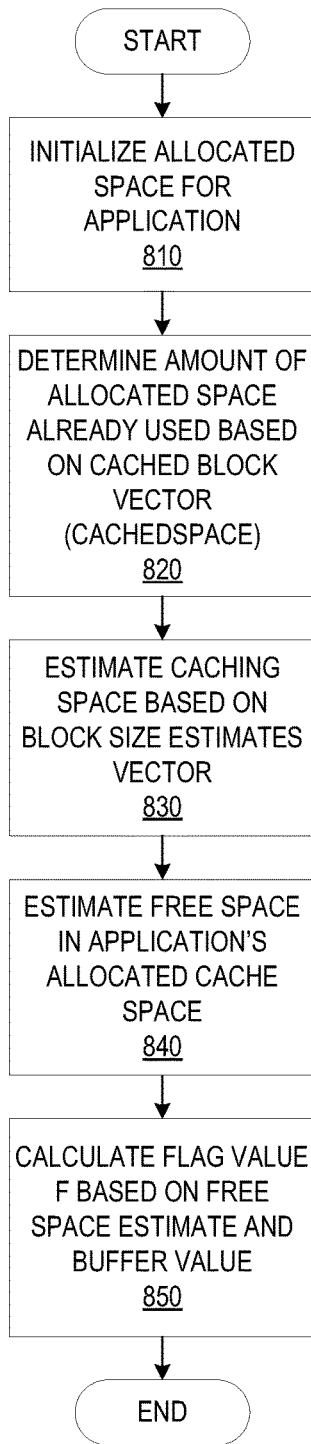 START
INITIALIZE ALLOCATED
SPACE FOR
APPLICATION
810
DETERMINE AMOUNT OF
ALLOCATED SPACE
ALREADY USED BASED
ON CACHED BLOCK
VECTOR
(CACHEDSPACE)
820
ESTIMATE CACHING
SPACE BASED ON
BLOCK SIZE ESTIMATES
VECTOR
830
ESTIMATE FREE SPACE
IN APPLICATION'S
ALLOCATED CACHE
SPACE
840
CALCULATE FLAG VALUE
F BASED ON FREE
SPACE ESTIMATE AND
BUFFER VALUE
850
END